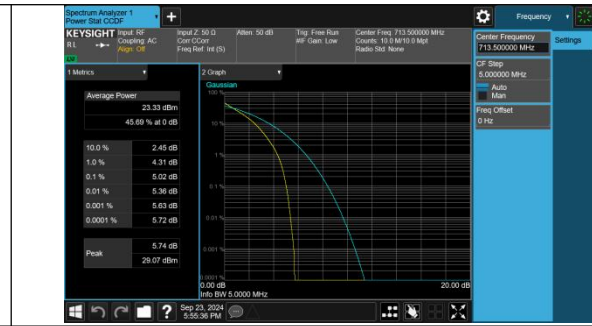 Spectrum Analyzer 1
Power Stat CCDF
Frequency
KEYSIGHT
Input: RF
Coupling: AC
Align: Off
Input Z: 50 Ω
Corr CCorr
Freq Ref: Int (S)
Atten: 50 dB
Trig: Free Run
#IF Gain: Low
Center Freq: 713.500000 MHz
Counts: 10.0 M/10.0 Mpt
Radio Std: None
R L
1 Metrics
2 Graph
Average Power
23.33 dBm
45.69 % at 0 dB
10.0 % 2.45 dB
1.0 % 4.31 dB
0.1 % 5.02 dB
0.01 % 5.36 dB
0.001 % 5.63 dB
0.0001 % 5.72 dB
Peak
5.74 dB
29.07 dBm
Gaussian
100 %
10 %
1 %
0.1 %
0.001 %
0.0001 %
0.00 dB
20.00 dB
Info BW 5.0000 MHz
Center Frequency
713.500000 MHz
Settings
CF Step
5.000000 MHz
Auto
Man
Freq Offset
0 Hz
?
Sep 23, 2024
5:55:36 PM